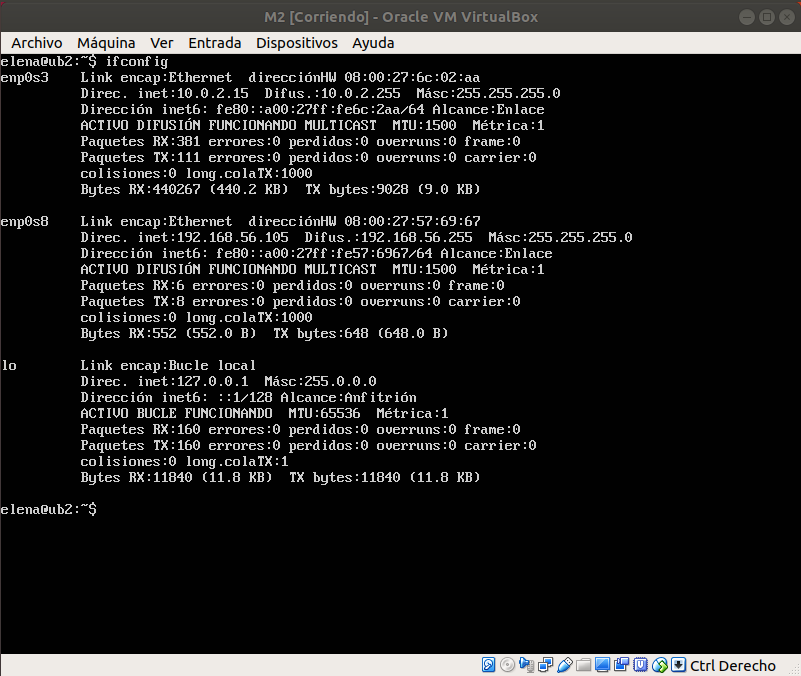 M2 [Corriendo] - Oracle VM VirtualBox
Archivo Máquina Ver Entrada Dispositivos Ayuda
elena@ub2:~$ ifconfig
enp0s3 Link encap:Ethernet direcciónHW 08:00:27:6c:02:aa
Direc. inet:10.0.2.15 Difus.:10.0.2.255 Másc:255.255.255.0
Dirección inet6: fe80::a00:27ff:fe6c:2aa/64 Alcance:Enlace
ACTIVO DIFUSIÓN FUNCIONANDO MULTICAST MTU:1500 Métrica:1
Paquetes RX:381 errores:0 perdidos:0 overruns:0 frame:0
Paquetes TX:111 errores:0 perdidos:0 overruns:0 carrier:0
colisiones:0 long.colaTX:1000
Bytes RX:440267 (440.2 KB) TX bytes:9028 (9.0 KB)
enp0s8 Link encap:Ethernet direcciónHW 08:00:27:57:69:67
Direc. inet:192.168.56.105 Difus.:192.168.56.255 Másc:255.255.255.0
Dirección inet6: fe80::a00:27ff:fe57:6967/64 Alcance:Enlace
ACTIVO DIFUSIÓN FUNCIONANDO MULTICAST MTU:1500 Métrica:1
Paquetes RX:6 errores:0 perdidos:0 overruns:0 frame:0
Paquetes TX:8 errores:0 perdidos:0 overruns:0 carrier:0
colisiones:0 long.colaTX:1000
Bytes RX:552 (552.0 B) TX bytes:648 (648.0 B)
lo Link encap:Bucle local
Direc. inet:127.0.0.1 Másc:255.0.0.0
Dirección inet6: ::1/128 Alcance:Anfitrión
ACTIVO BUCLE FUNCIONANDO MTU:65536 Métrica:1
Paquetes RX:160 errores:0 perdidos:0 overruns:0 frame:0
Paquetes TX:160 errores:0 perdidos:0 overruns:0 carrier:0
colisiones:0 long.colaTX:1
Bytes RX:11840 (11.8 KB) TX bytes:11840 (11.8 KB)
elena@ub2:~$
Ctrl Derecho